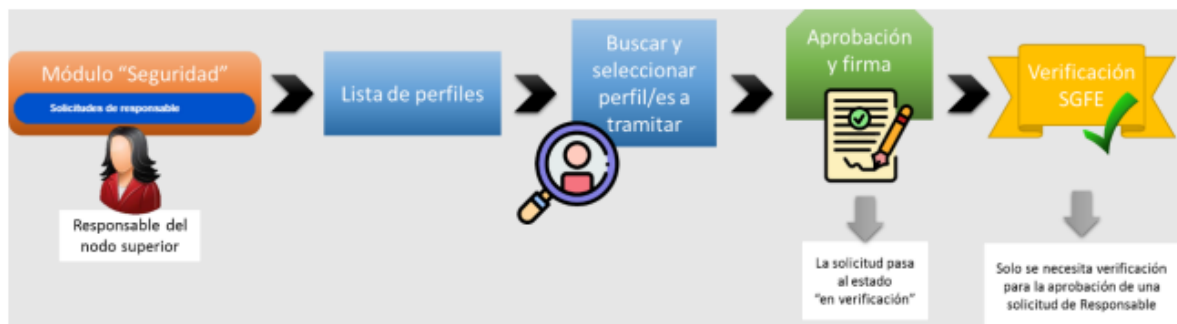 Módulo “Seguridad”
Solicitudes de responsable
Responsable del
nodo superior
Lista de perfiles
Buscar y
seleccionar
perfil/es a
tramitar
Aprobación
y firma
La solicitud pasa
al estado
“en verificación”
Verificación
SGFE
Solo se necesita verificación
para la aprobación de una
solicitud de Responsable